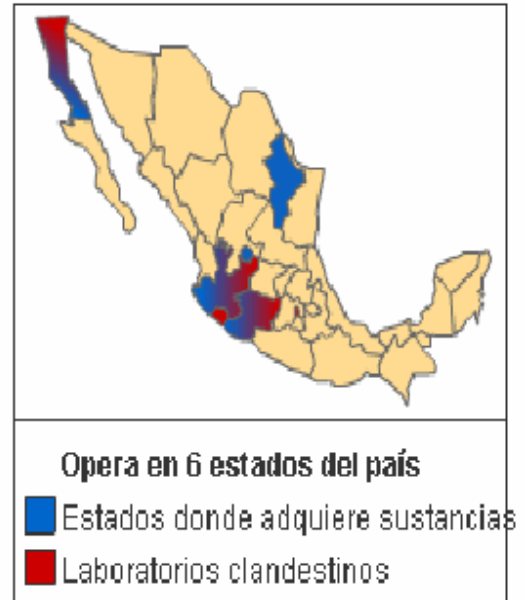 Opera en 6 estados del país
Estados donde adquiere sustancias
Laboratorios clandestinos